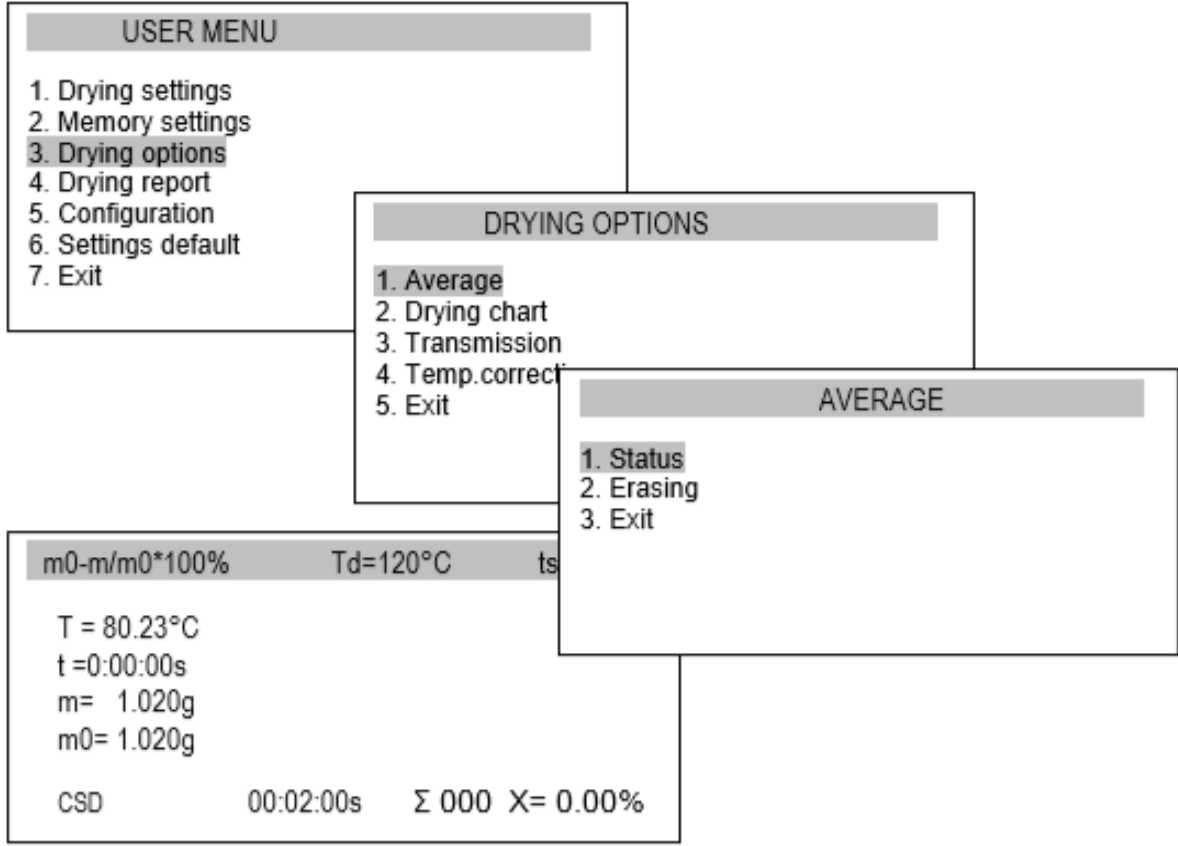 USER MENU
1. Drying settings
2. Memory settings
3. Drying options
4. Drying report
5. Configuration
6. Settings default
7. Exit
DRYING OPTIONS
1. Average
2. Drying chart
3. Transmission
4. Temp.correcti
5. Exit
AVERAGE
1. Status
2. Erasing
3. Exit
m0-m/m0*100% Td=120°C ts
T = 80.23°C
t =0:00:00s
m= 1.020g
m0= 1.020g
CSD 00:02:00s Σ 000 X= 0.00%